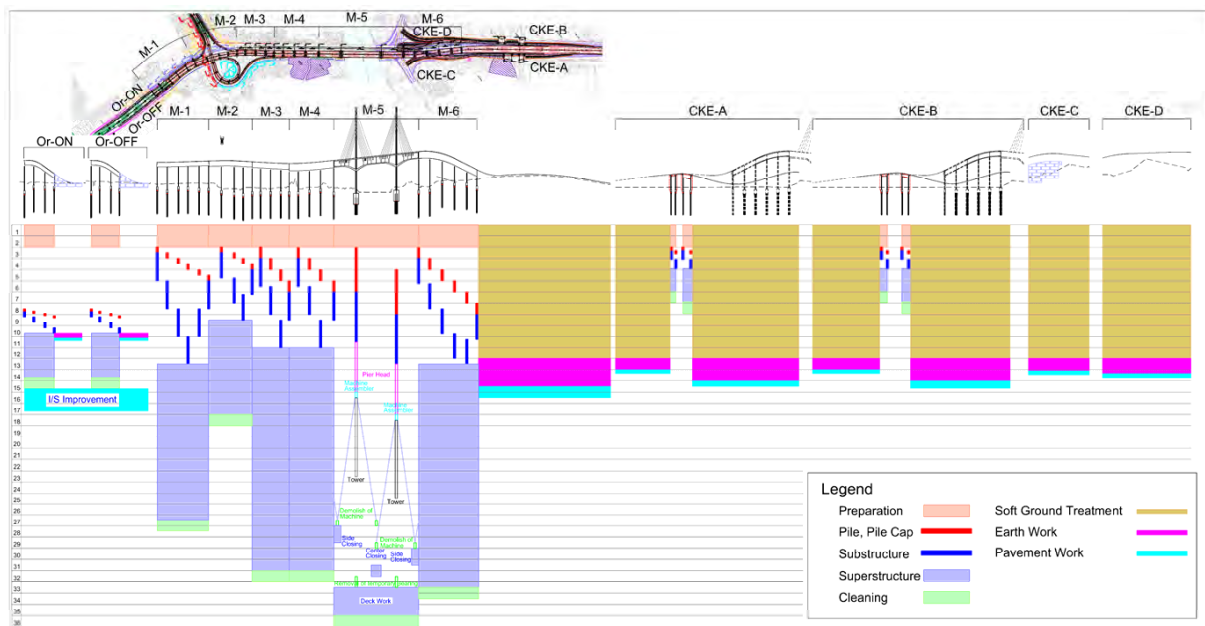 M-2
M-3
M-4
M-5
M-6
CKE-D
CKE-B
M-1
CKE-C
CKE-A
Or-ON
Or-OFF
M-1
M-2
M-3
M-4
M-5
M-6
CKE-A
CKE-B
CKE-C
CKE-D
Or-ON
Or-OFF
1
2
3
4
5
6
7
8
9
10
11
12
13
14
15
16
17
18
19
20
21
22
23
24
25
26
27
28
29
30
31
32
33
34
35
36
Pier Head
I/S Improvement
Tower
Tower
Demolish of
Machine
Side
Closing
Demolish of
Machine
Center
Closing
Side
Closing
Deck Work
Legend
Preparation
Soft Ground Treatment
Pile, Pile Cap
Earth Work
Substructure
Pavement Work
Superstructure
Cleaning